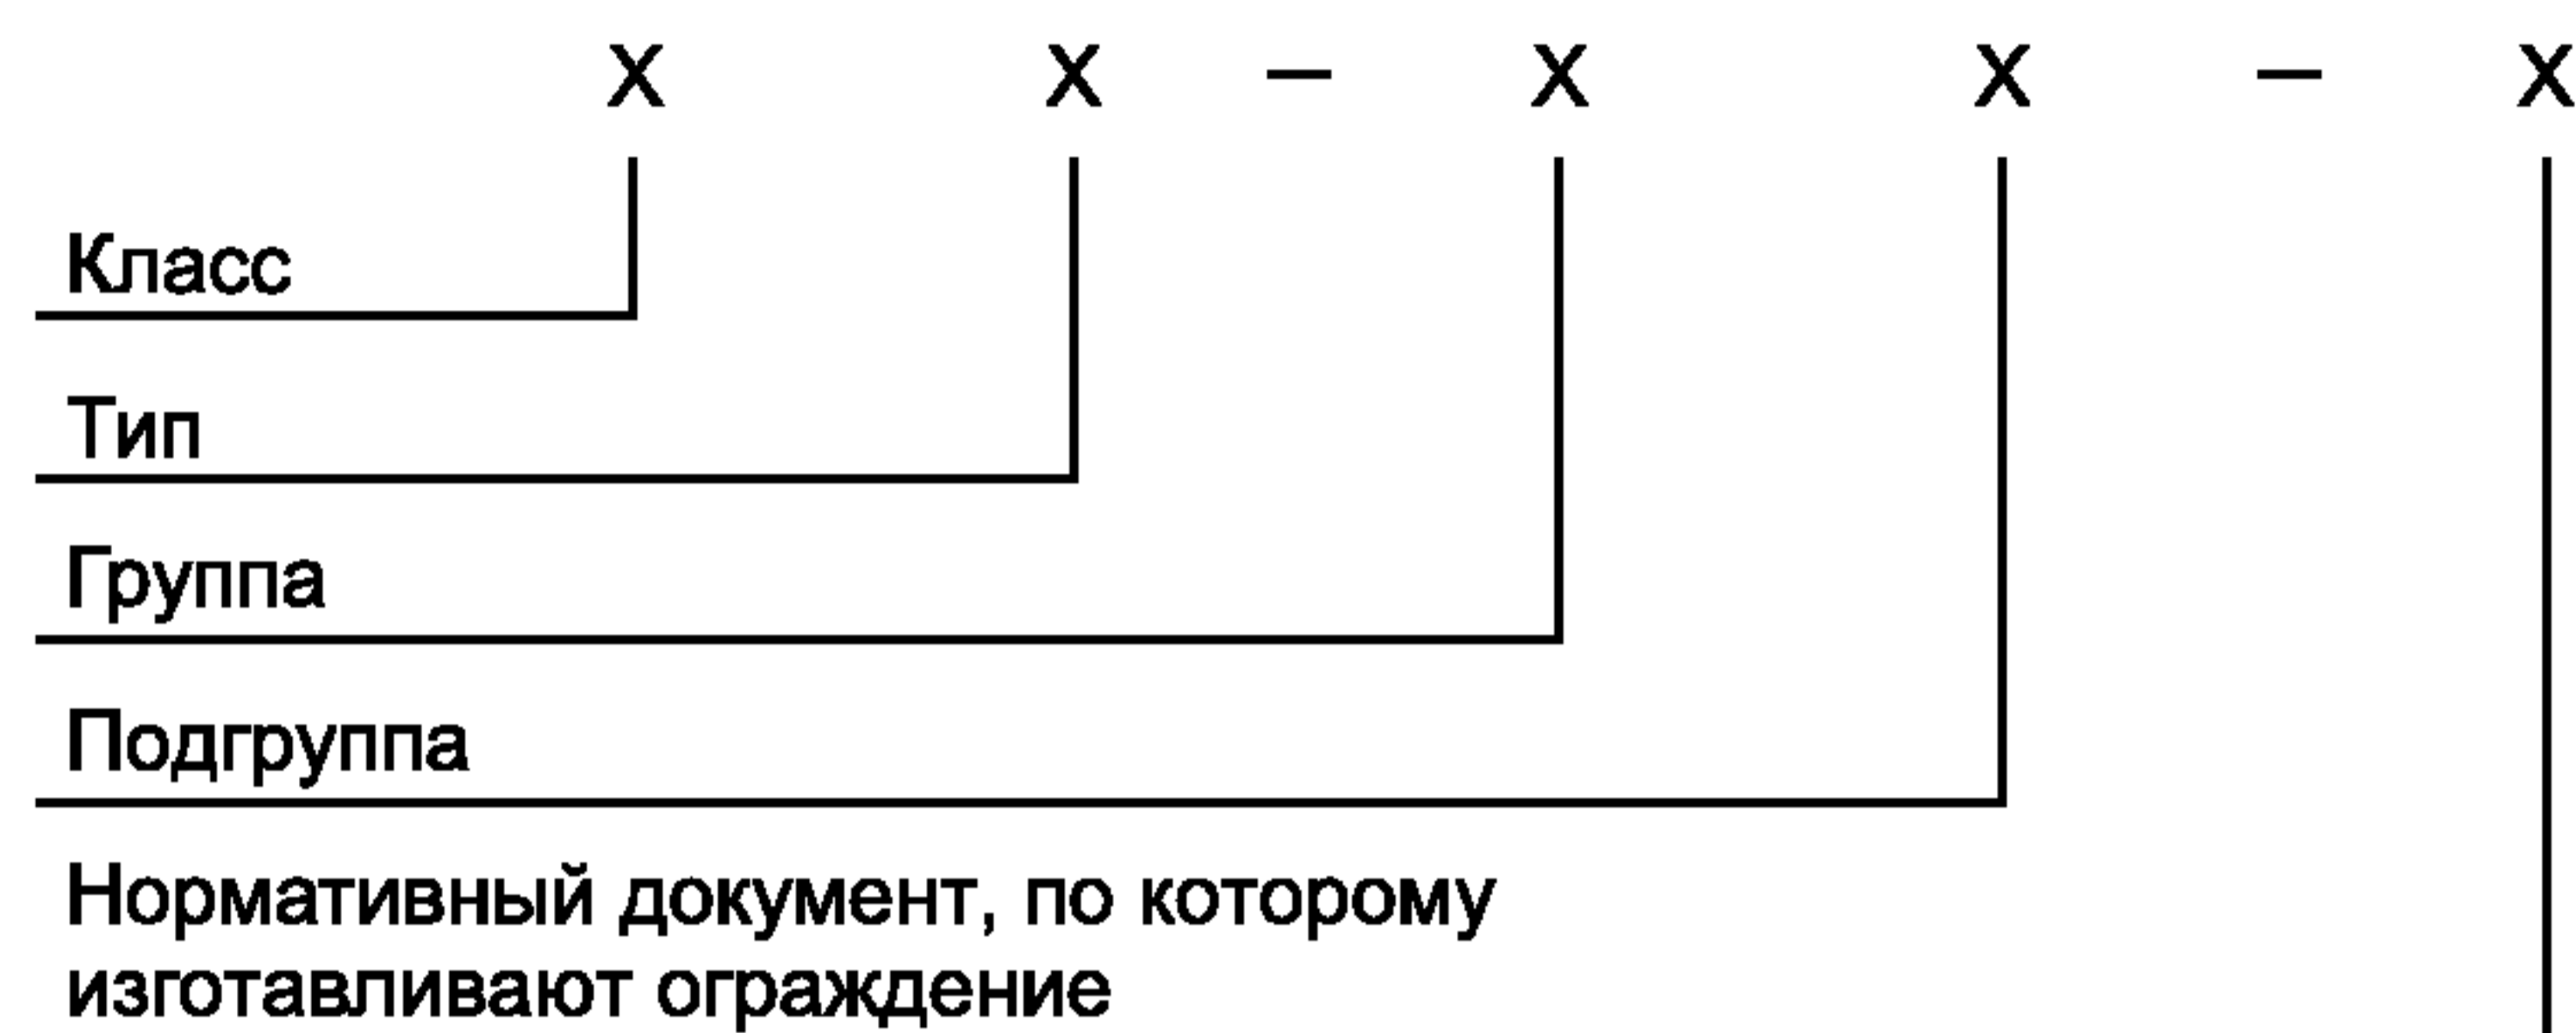 Х Х – Х Х – Х
Класс
Тип
Группа
Подгруппа
Нормативный документ, по которому
изготавливают ограждение